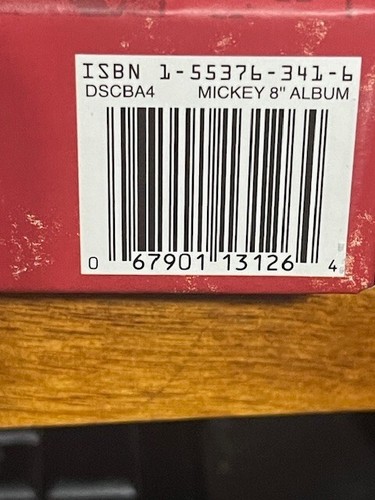 ISBN 1-55376-341-6
DSCBA4 MICKEY 8" ALBUM
0 67901 13126 4